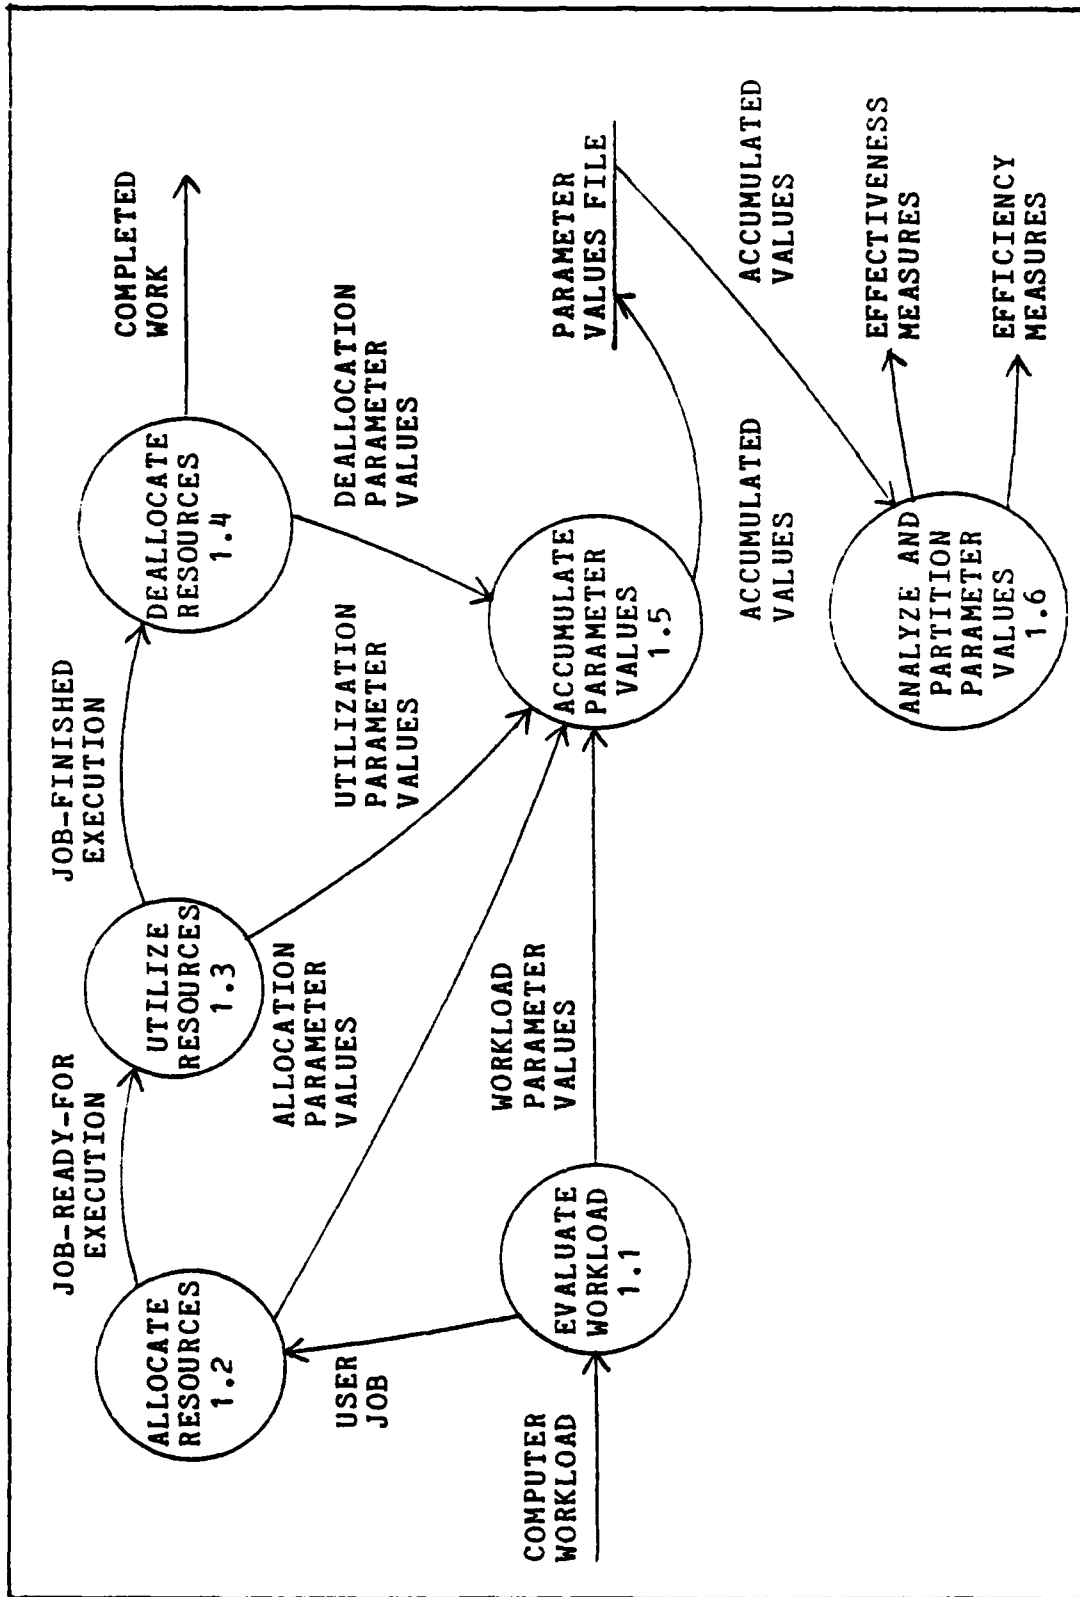 JOB-READY-FOR
EXECUTION
JOB-FINISHED
EXECUTION
COMPLETED
WORK
ALLOCATE
RESOURCES
1.2
UTILIZE
RESOURCES
1.3
DEALLOCATE
RESOURCES
1.4
USER
JOB
ALLOCATION
PARAMETER
VALUES
UTILIZATION
PARAMETER
VALUES
DEALLOCATION
PARAMETER
VALUES
COMPUTER
WORKLOAD
EVALUATE
WORKLOAD
1.1
WORKLOAD
PARAMETER
VALUES
ACCUMULATE
PARAMETER
VALUES
1.5
PARAMETER
VALUES FILE
ACCUMULATED
VALUES
ACCUMULATED
VALUES
ANALYZE AND
PARTITION
PARAMETER
VALUES
1.6
EFFECTIVENESS
MEASURES
EFFICIENCY
MEASURES